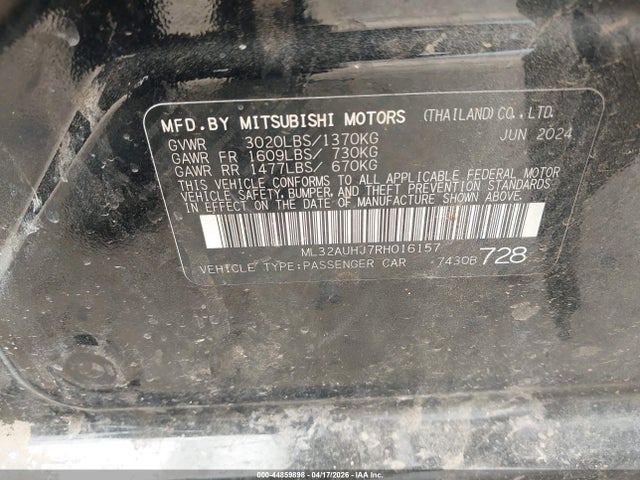 MFD.BY MITSUBISHI MOTORS (THAILAND) CO., LTD.
GVWR 3020LBS/1370KG JUN 2024
GAWR FR 1609LBS/ 730KG
GAWR RR 1477LBS/ 670KG
THIS VEHICLE CONFORMS TO ALL APPLICABLE FEDERAL MOTOR
VEHICLE SAFETY, BUMPER, AND THEFT PREVENTION STANDARDS
IN EFFECT ON THE DATE OF MANUFACTURE SHOWN ABOVE.
ML32AUHJ7RH016157
VEHICLE TYPE:PASSENGER CAR 7430B 728
000-44859898 - 04/17/2026 - IAA Inc.